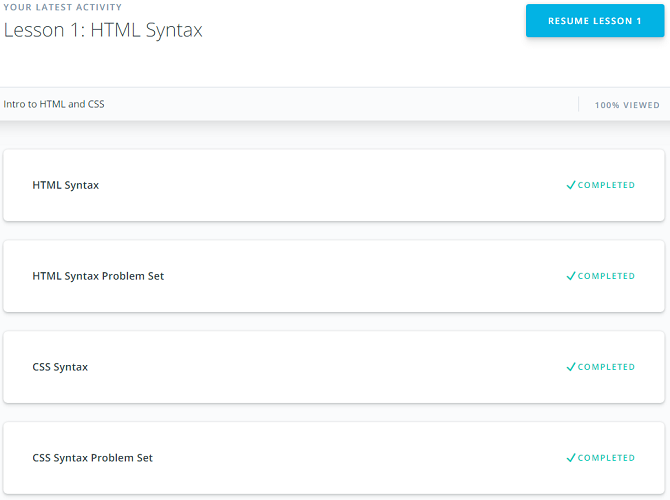 YOUR LATEST ACTIVITY
Lesson 1: HTML Syntax
RESUME LESSON 1
Intro to HTML and CSS
100% VIEWED
HTML Syntax
COMPLETED
HTML Syntax Problem Set
COMPLETED
CSS Syntax
COMPLETED
CSS Syntax Problem Set
COMPLETED